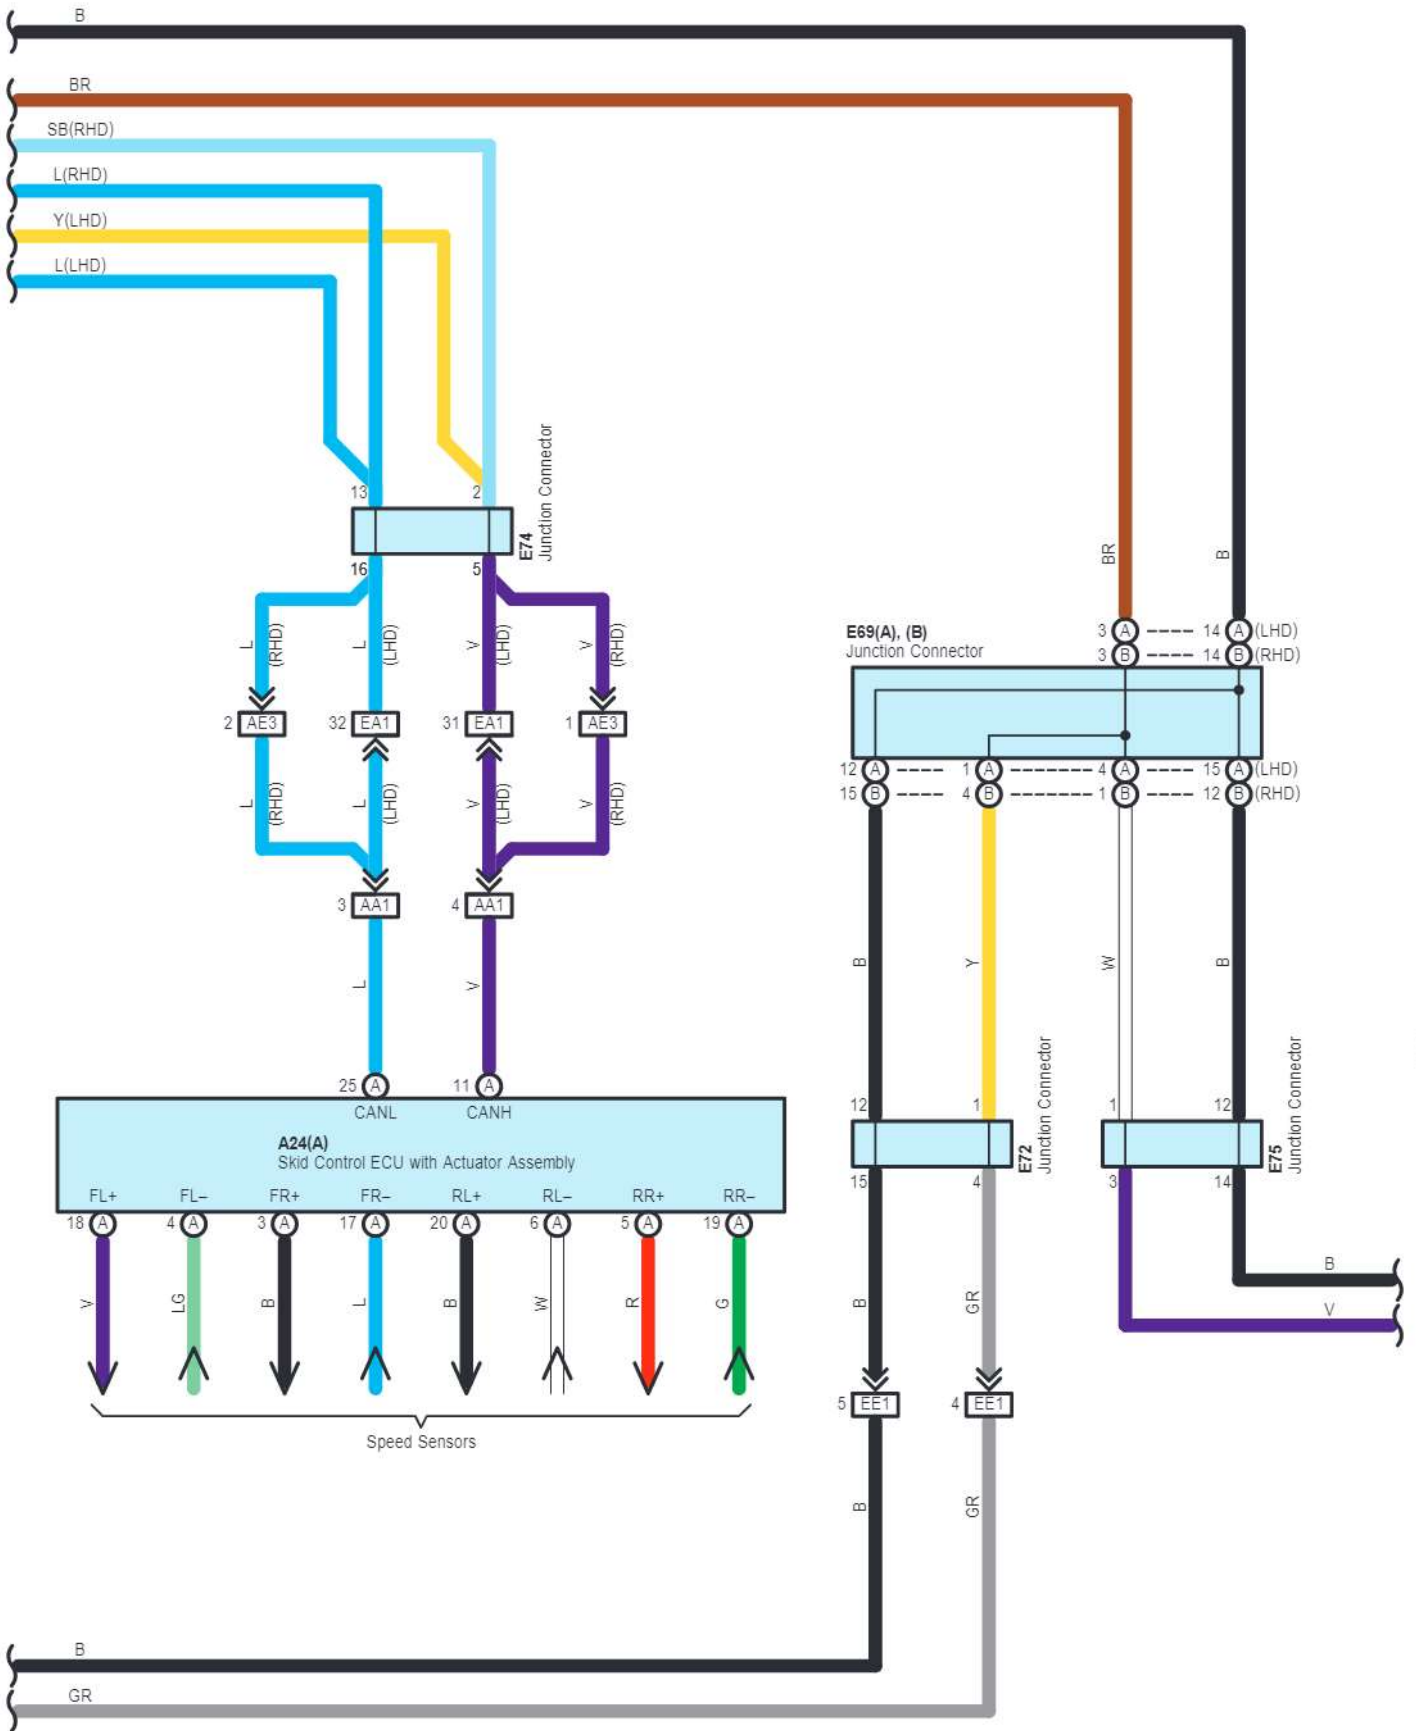 B
BR
SB(RHD)
L(RHD)
Y(LHD)
L(LHD)
13 2
E74
Junction Connector
16 5
L (RHD) L (LHD) V (LHD) V (RHD)
2 AE3 32 EA1 31 EA1 1 AE3
L (RHD) L (LHD) V (LHD) V (RHD)
3 AA1 4 AA1
L V
25 A 11 A
CANL CANH
A24(A)
Skid Control ECU with Actuator Assembly
FL+ FL– FR+ FR– RL+ RL– RR+ RR–
18 A 4 A 3 A 17 A 20 A 6 A 5 A 19 A
V LG B L B W R G
Speed Sensors
BR B
E69(A), (B)
Junction Connector
3 A 14 A (LHD)
3 B 14 B (RHD)
12 A 1 A 4 A 15 A (LHD)
15 B 4 B 1 B 12 B (RHD)
B Y W B
12 1
E72
Junction Connector
15 4
1 12
E75
Junction Connector
3 14
B
V
B GR
5 EE1 4 EE1
B GR
B
GR